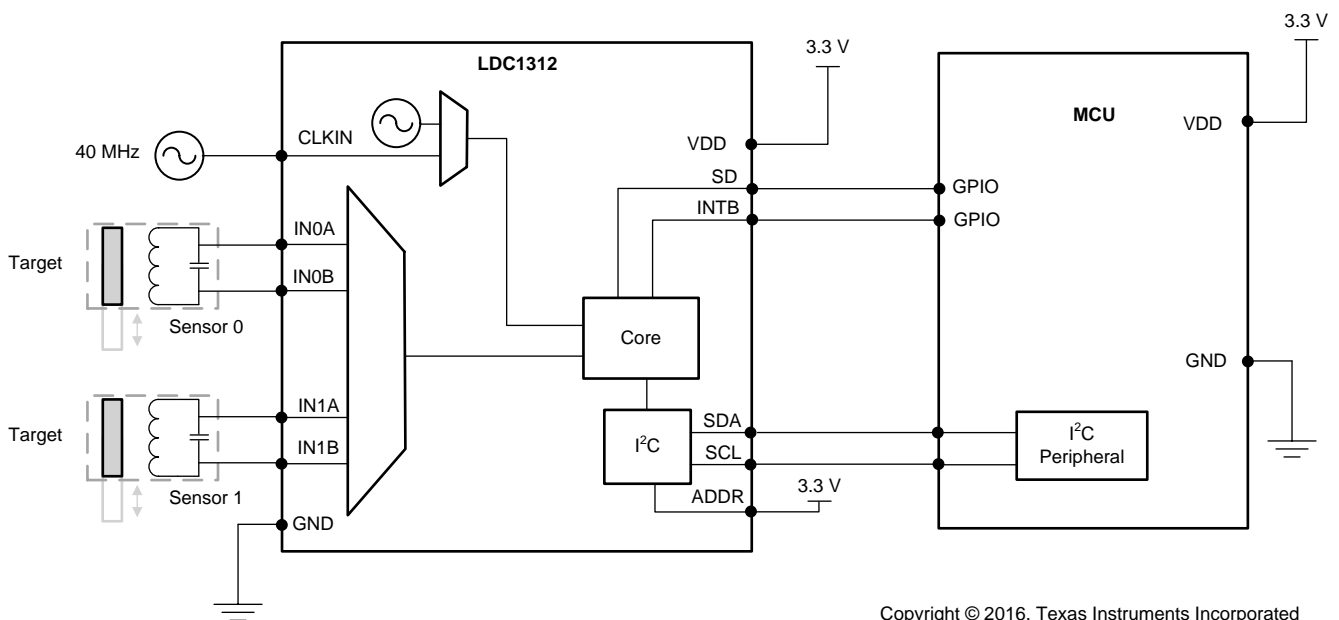 3.3 V
3.3 V
LDC1312
MCU
40 MHz
CLKIN
VDD
VDD
SD
GPIO
INTB
GPIO
IN0A
Target
IN0B
Sensor 0
Core
GND
IN1A
Target
IN1B
I²C
SDA
I²C
Peripheral
SCL
Sensor 1
ADDR
3.3 V
GND
Copyright © 2016, Texas Instruments Incorporated